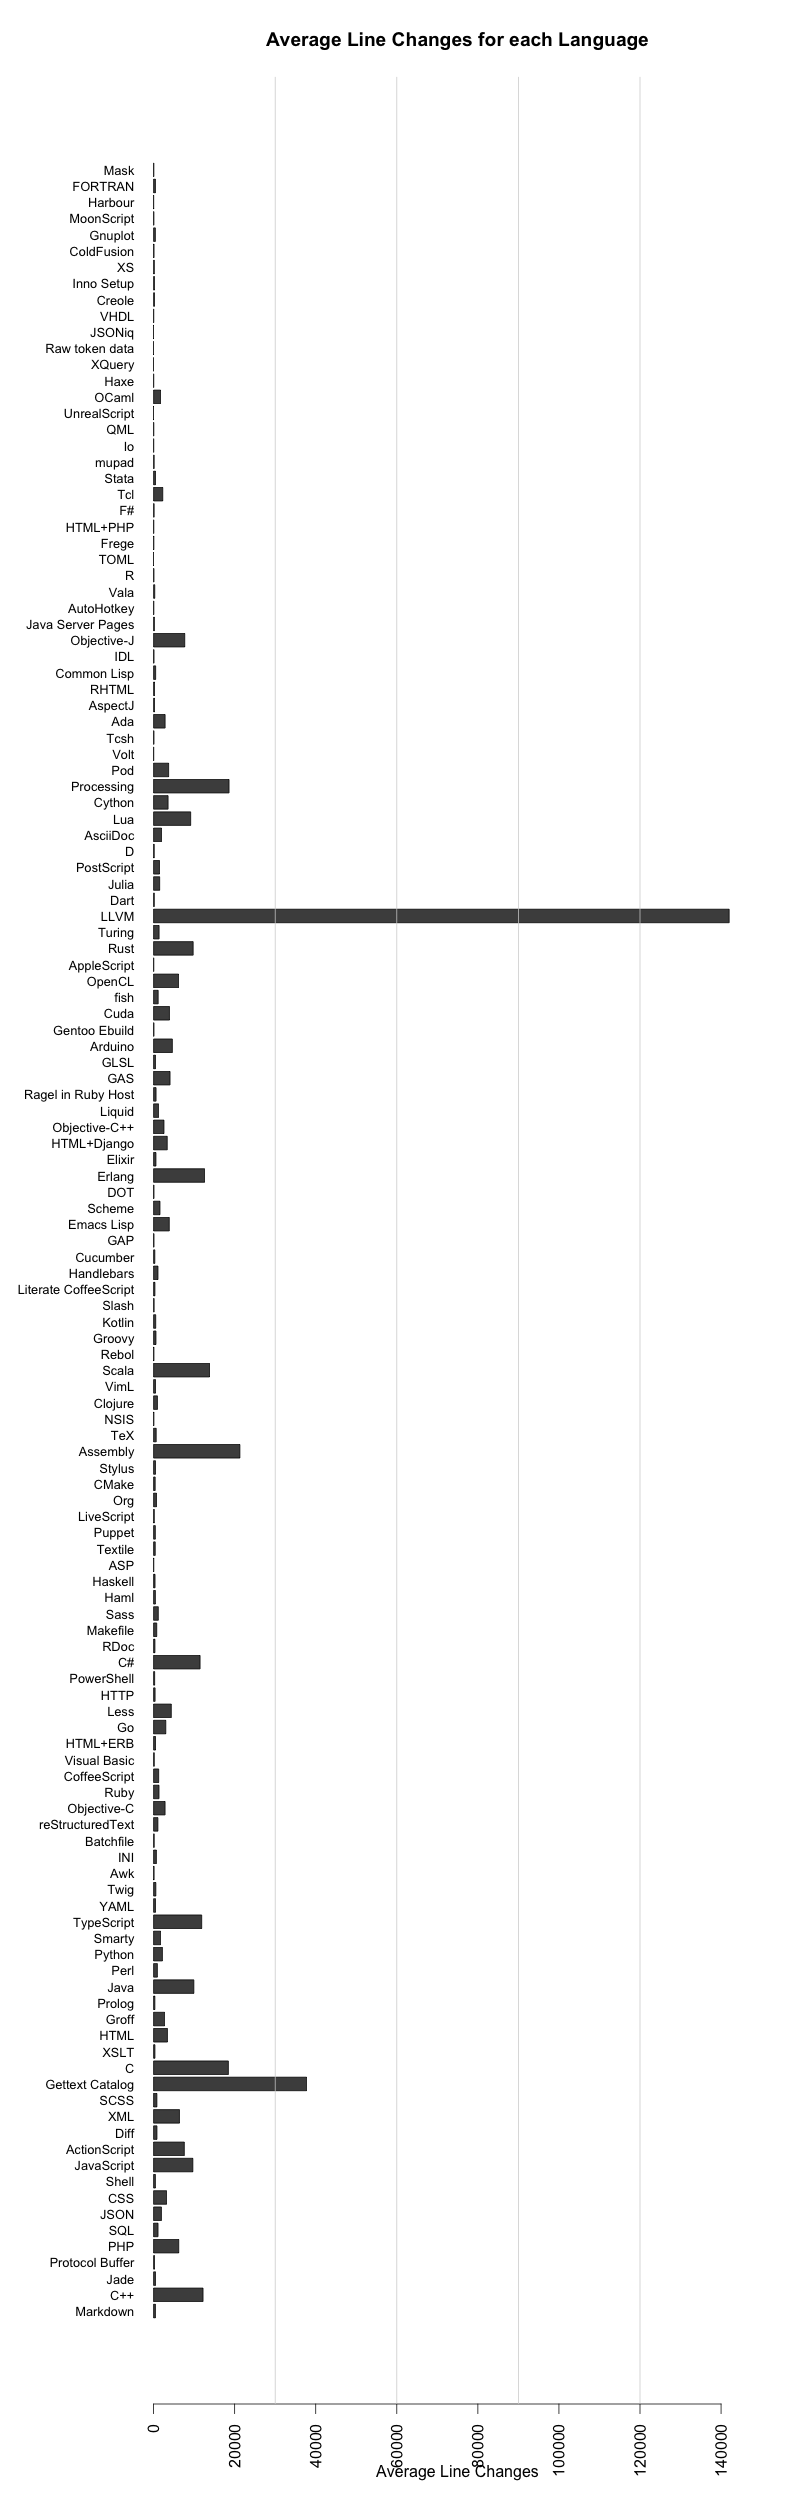 Average Line Changes for each Language
Mask
FORTRAN
Harbour
MoonScript
Gnuplot
ColdFusion
XS
Inno Setup
Creole
VHDL
JSONiq
Raw token data
XQuery
Haxe
OCaml
UnrealScript
QML
Io
mupad
Stata
Tcl
F#
HTML+PHP
Frege
TOML
R
Vala
AutoHotkey
Java Server Pages
Objective-J
IDL
Common Lisp
RHTML
AspectJ
Ada
Tcsh
Volt
Pod
Processing
Cython
Lua
AsciiDoc
D
PostScript
Julia
Dart
LLVM
Turing
Rust
AppleScript
OpenCL
fish
Cuda
Gentoo Ebuild
Arduino
GLSL
GAS
Ragel in Ruby Host
Liquid
Objective-C++
HTML+Django
Elixir
Erlang
DOT
Scheme
Emacs Lisp
GAP
Cucumber
Handlebars
Literate CoffeeScript
Slash
Kotlin
Groovy
Rebol
Scala
VimL
Clojure
NSIS
TeX
Assembly
Stylus
CMake
Org
LiveScript
Puppet
Textile
ASP
Haskell
Haml
Sass
Makefile
RDoc
C#
PowerShell
HTTP
Less
Go
HTML+ERB
Visual Basic
CoffeeScript
Ruby
Objective-C
reStructuredText
Batchfile
INI
Awk
Twig
YAML
TypeScript
Smarty
Python
Perl
Java
Prolog
Groff
HTML
XSLT
C
Gettext Catalog
SCSS
XML
Diff
ActionScript
JavaScript
Shell
CSS
JSON
SQL
PHP
Protocol Buffer
Jade
C++
Markdown
0
20000
40000
60000
80000
100000
120000
140000
Average Line Changes